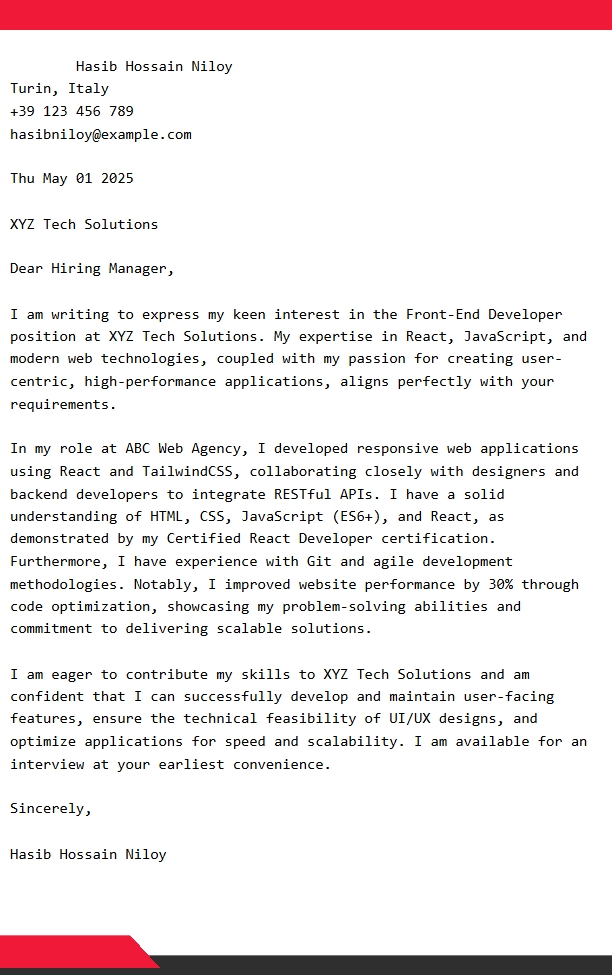 Hasib Hossain Niloy
Turin, Italy
+39 123 456 789
hasibniloy@example.com
Thu May 01 2025
XYZ Tech Solutions
Dear Hiring Manager,
I am writing to express my keen interest in the Front-End Developer
position at XYZ Tech Solutions. My expertise in React, JavaScript, and
modern web technologies, coupled with my passion for creating user-
centric, high-performance applications, aligns perfectly with your
requirements.
In my role at ABC Web Agency, I developed responsive web applications
using React and TailwindCSS, collaborating closely with designers and
backend developers to integrate RESTful APIs. I have a solid
understanding of HTML, CSS, JavaScript (ES6+), and React, as
demonstrated by my Certified React Developer certification.
Furthermore, I have experience with Git and agile development
methodologies. Notably, I improved website performance by 30% through
code optimization, showcasing my problem-solving abilities and
commitment to delivering scalable solutions.
I am eager to contribute my skills to XYZ Tech Solutions and am
confident that I can successfully develop and maintain user-facing
features, ensure the technical feasibility of UI/UX designs, and
optimize applications for speed and scalability. I am available for an
interview at your earliest convenience.
Sincerely,
Hasib Hossain Niloy